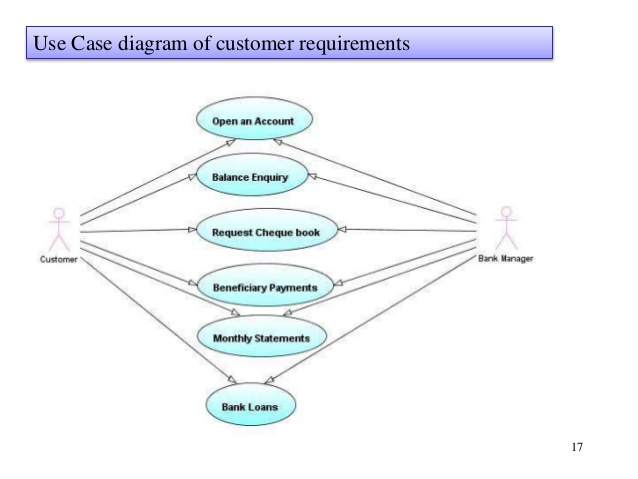 Use Case diagram of customer requirements
Open an Account
Balance Enquiry
Request Cheque book
Customer
Bank Manager
Beneficiary Payments
Monthly Statements
Bank Loans
17